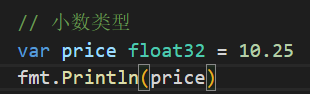 // 小数类型
var price float32 = 10.25
fmt.Println(price)